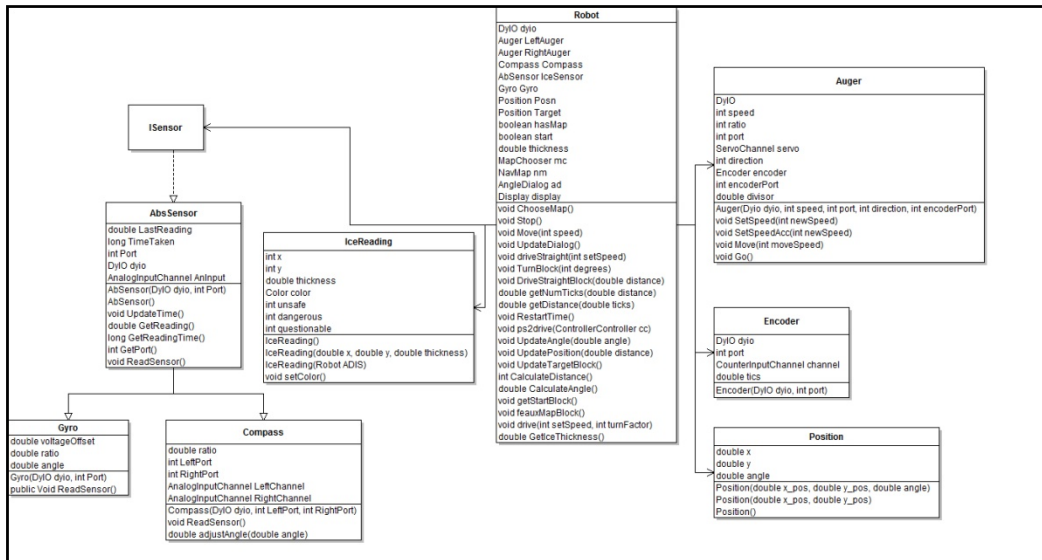 Robot
DyIO dyio
Auger LeftAuger
Auger RightAuger
Compass Compass
AbSensor IceSensor
Gyro Gyro
Position Posn
Position Target
boolean hasMap
boolean start
double thickness
MapChooser mc
NavMap nm
AngleDialog ad
Display display
void ChooseMap()
void Stop()
void Move(int speed)
void UpdateDialog()
void driveStraight(int setSpeed)
void TurnBlock(int degrees)
void DriveStraightBlock(double distance)
double getNumTicks(double distance)
double getDistance(double ticks)
void RestartTime()
void ps2drive(ControllerController cc)
void UpdateAngle(double angle)
void UpdatePosition(double distance)
void UpdateTargetBlock()
int CalculateDistance()
double CalculateAngle()
void getStartBlock()
void feauxMapBlock()
void drive(int setSpeed, int turnFactor)
double GetIceThickness()
ISensor
AbsSensor
double LastReading
long TimeTaken
int Port
DyIO dyio
AnalogInputChannel AnInput
AbsSensor(DyIO dyio, int Port)
AbSensor()
void UpdateTime()
double GetReading()
long GetReadingTime()
int GetPort()
void ReadSensor()
IceReading
int x
int y
double thickness
Color color
int unsafe
int dangerous
int questionable
IceReading()
IceReading(double x, double y, double thickness)
IceReading(Robot ADIS)
void setColor()
Gyro
double voltageOffset
double ratio
double angle
Gyro(DyIO dyio, int Port)
public Void ReadSensor()
Compass
double ratio
int LeftPort
int RightPort
AnalogInputChannel LeftChannel
AnalogInputChannel RightChannel
Compass(DyIO dyio, int LeftPort, int RightPort)
void ReadSensor()
double adjustAngle(double angle)
Auger
DyIO
int speed
int ratio
int port
ServoChannel servo
int direction
Encoder encoder
int encoderPort
double divisor
Auger(Dyio dyio, int speed, int port, int direction, int encoderPort)
void SetSpeed(int newSpeed)
void SetSpeedAcc(int newSpeed)
void Move(int moveSpeed)
void Go()
Encoder
DyIO dyio
int port
CounterInputChannel channel
double tics
Encoder(DyIO dyio, int port)
Position
double x
double y
double angle
Position(double x_pos, double y_pos, double angle)
Position(double x_pos, double y_pos)
Position()